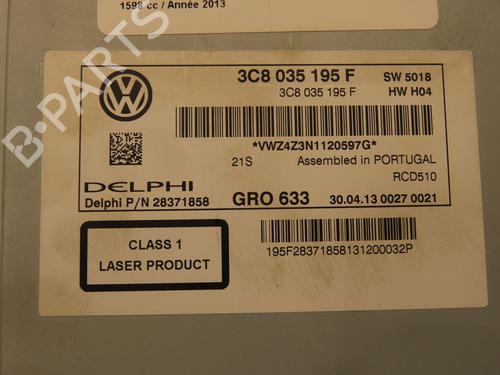 1598 cc / Année 2013
B-PARTS
3C8 035 195 F SW 5018
3C8 035 195 F HW H04
*VWZ4Z3N1120597G*
21S Assembled in PORTUGAL
RCD510
DELPHI
Delphi P/N 28371858 GRO 633 30.04.13 0027 0021
CLASS 1
LASER PRODUCT
195F28371858131200032P